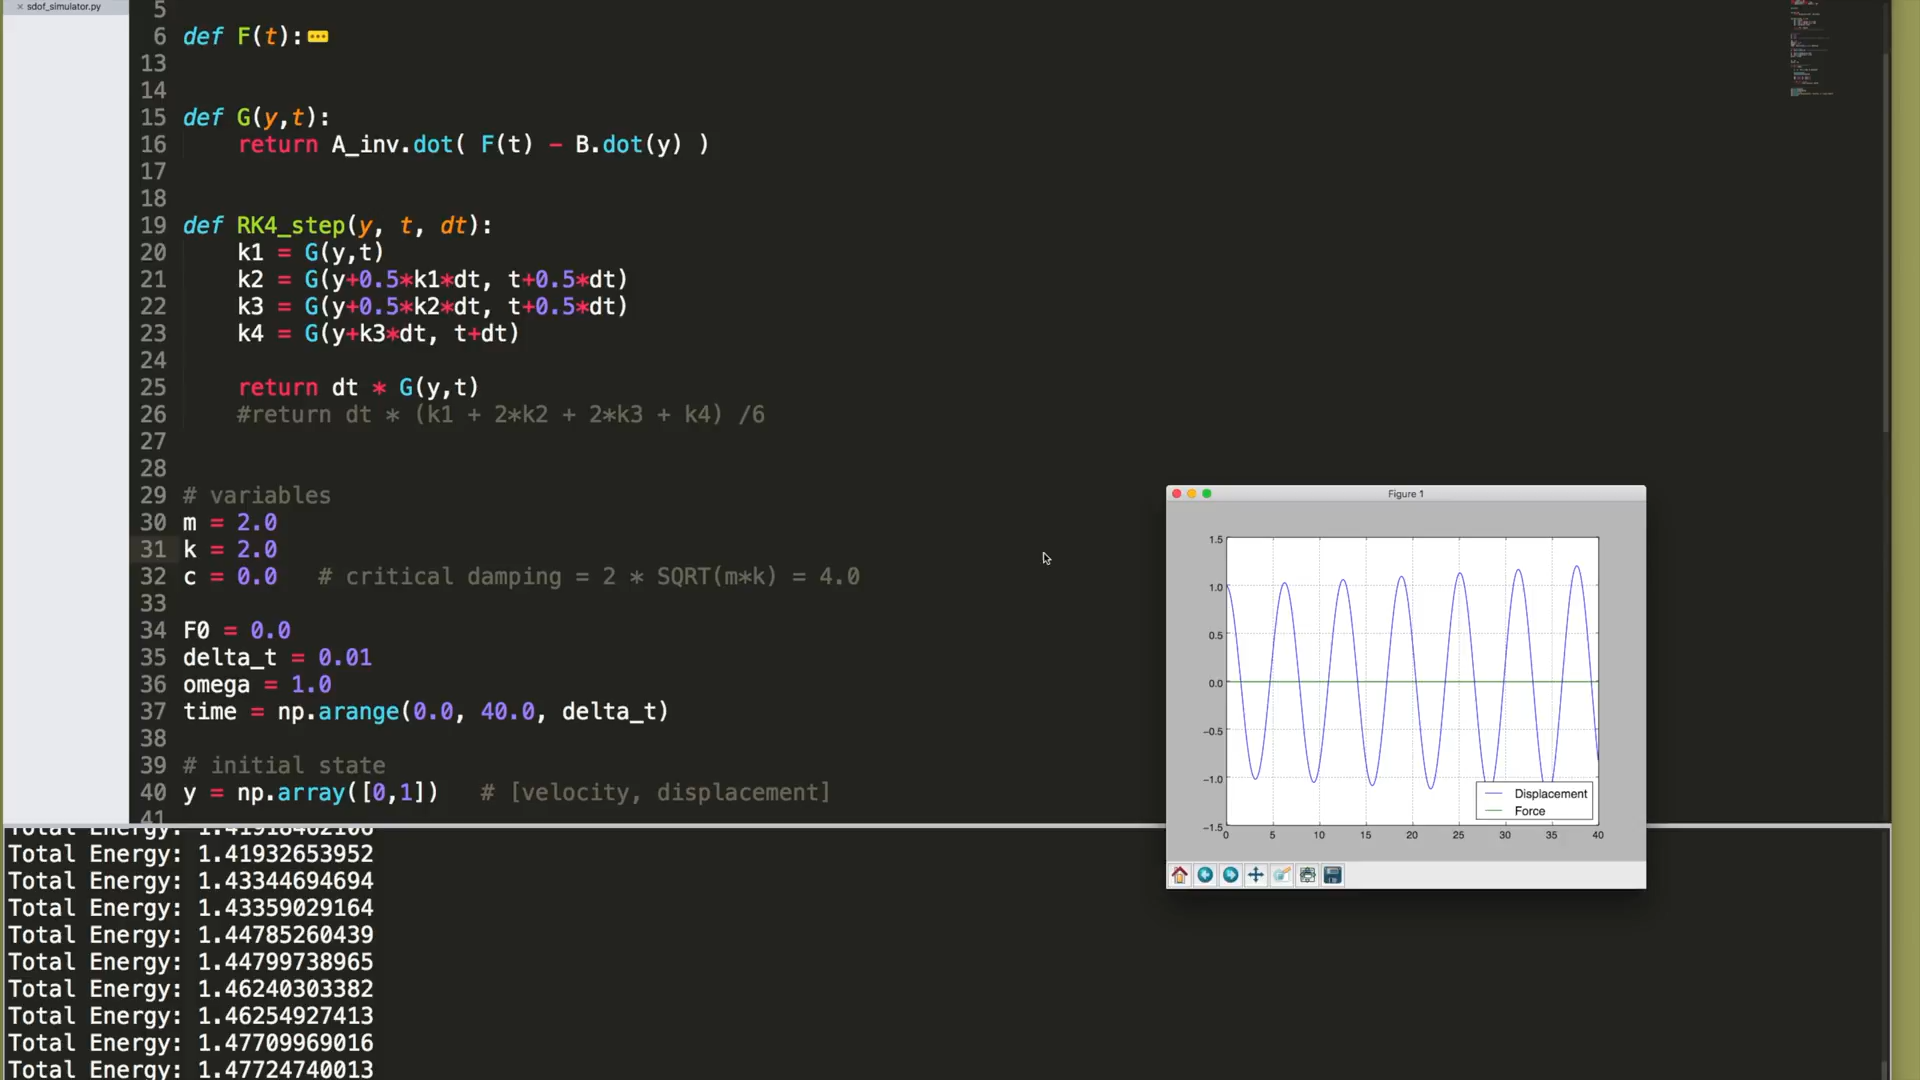 × sdof_simulator.py
5
6 def F(t):
13
14
15 def G(y,t):
16 return A_inv.dot( F(t) - B.dot(y) )
17
18
19 def RK4_step(y, t, dt):
20 k1 = G(y,t)
21 k2 = G(y+0.5*k1*dt, t+0.5*dt)
22 k3 = G(y+0.5*k2*dt, t+0.5*dt)
23 k4 = G(y+k3*dt, t+dt)
24
25 return dt * G(y,t)
26 #return dt * (k1 + 2*k2 + 2*k3 + k4) /6
27
28
29 # variables
30 m = 2.0
31 k = 2.0
32 c = 0.0 # critical damping = 2 * SQRT(m*k) = 4.0
33
34 F0 = 0.0
35 delta_t = 0.01
36 omega = 1.0
37 time = np.arange(0.0, 40.0, delta_t)
38
39 # initial state
40 y = np.array([0,1]) # [velocity, displacement]
41
Figure 1
1.5
1.0
0.5
0.0
−0.5
−1.0
−1.5
0 5 10 15 20 25 30 35 40
Displacement
Force
Total Energy: 1.41932653952
Total Energy: 1.43344694694
Total Energy: 1.43359029164
Total Energy: 1.44785260439
Total Energy: 1.44799738965
Total Energy: 1.46240303382
Total Energy: 1.46254927413
Total Energy: 1.47709969016
Total Energy: 1.47724740013